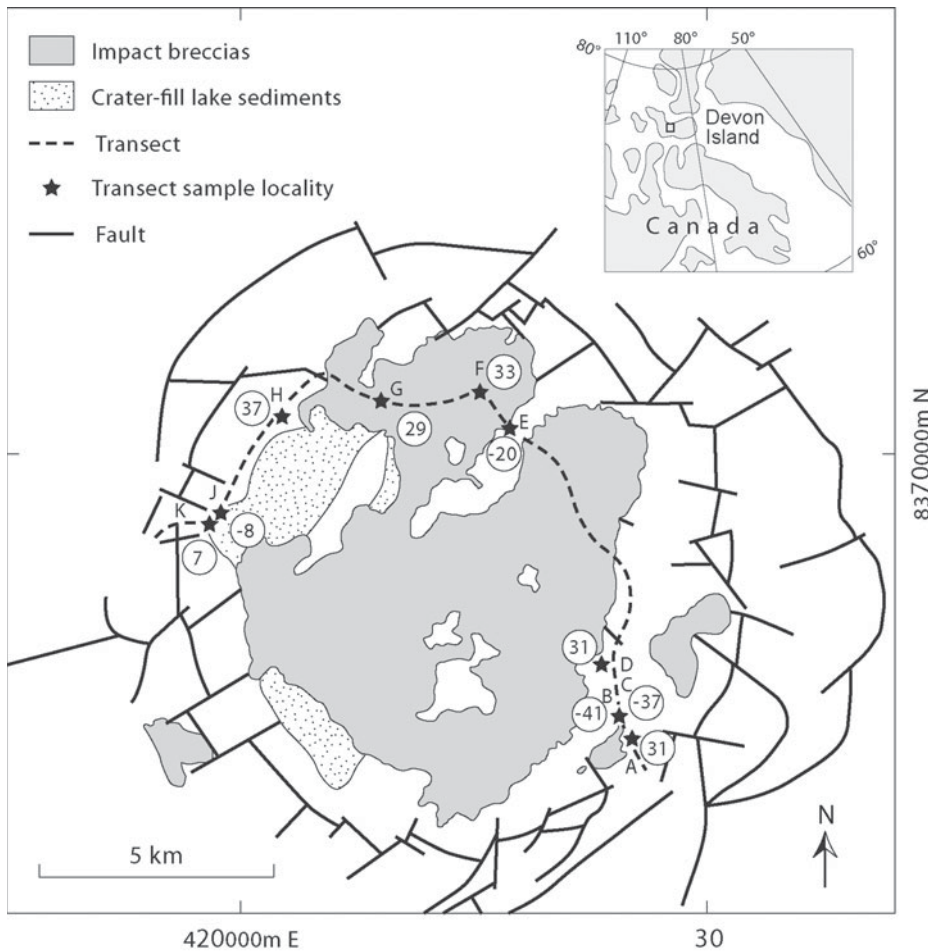 Impact breccias
Crater-fill lake sediments
Transect
Transect sample locality
Fault
110° 80° 50°
80°
Devon
Island
Canada
60°
F 33
H G
37
29 E
-20
J
K
-8
7
31
D
C
B -37
-41
31
A
N
5 km
420000m E 30
8370000m N